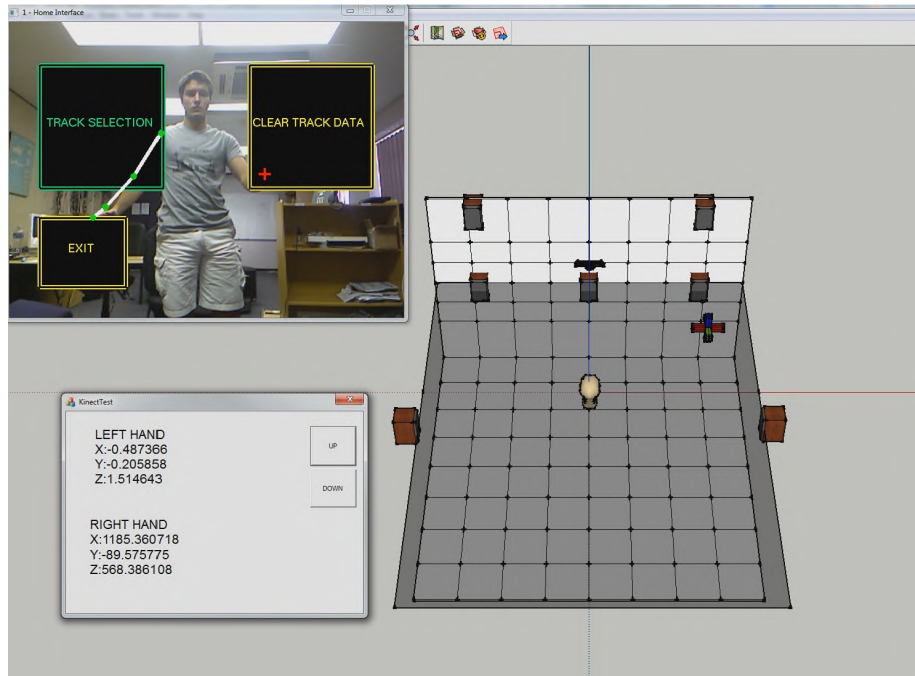 1 - Home Interface
TRACK SELECTION
CLEAR TRACK DATA
EXIT
KinectTest
LEFT HAND
X:-0.487366
Y:-0.205858
Z:1.514643
UP
DOWN
RIGHT HAND
X:1185.360718
Y:-89.575775
Z:568.386108